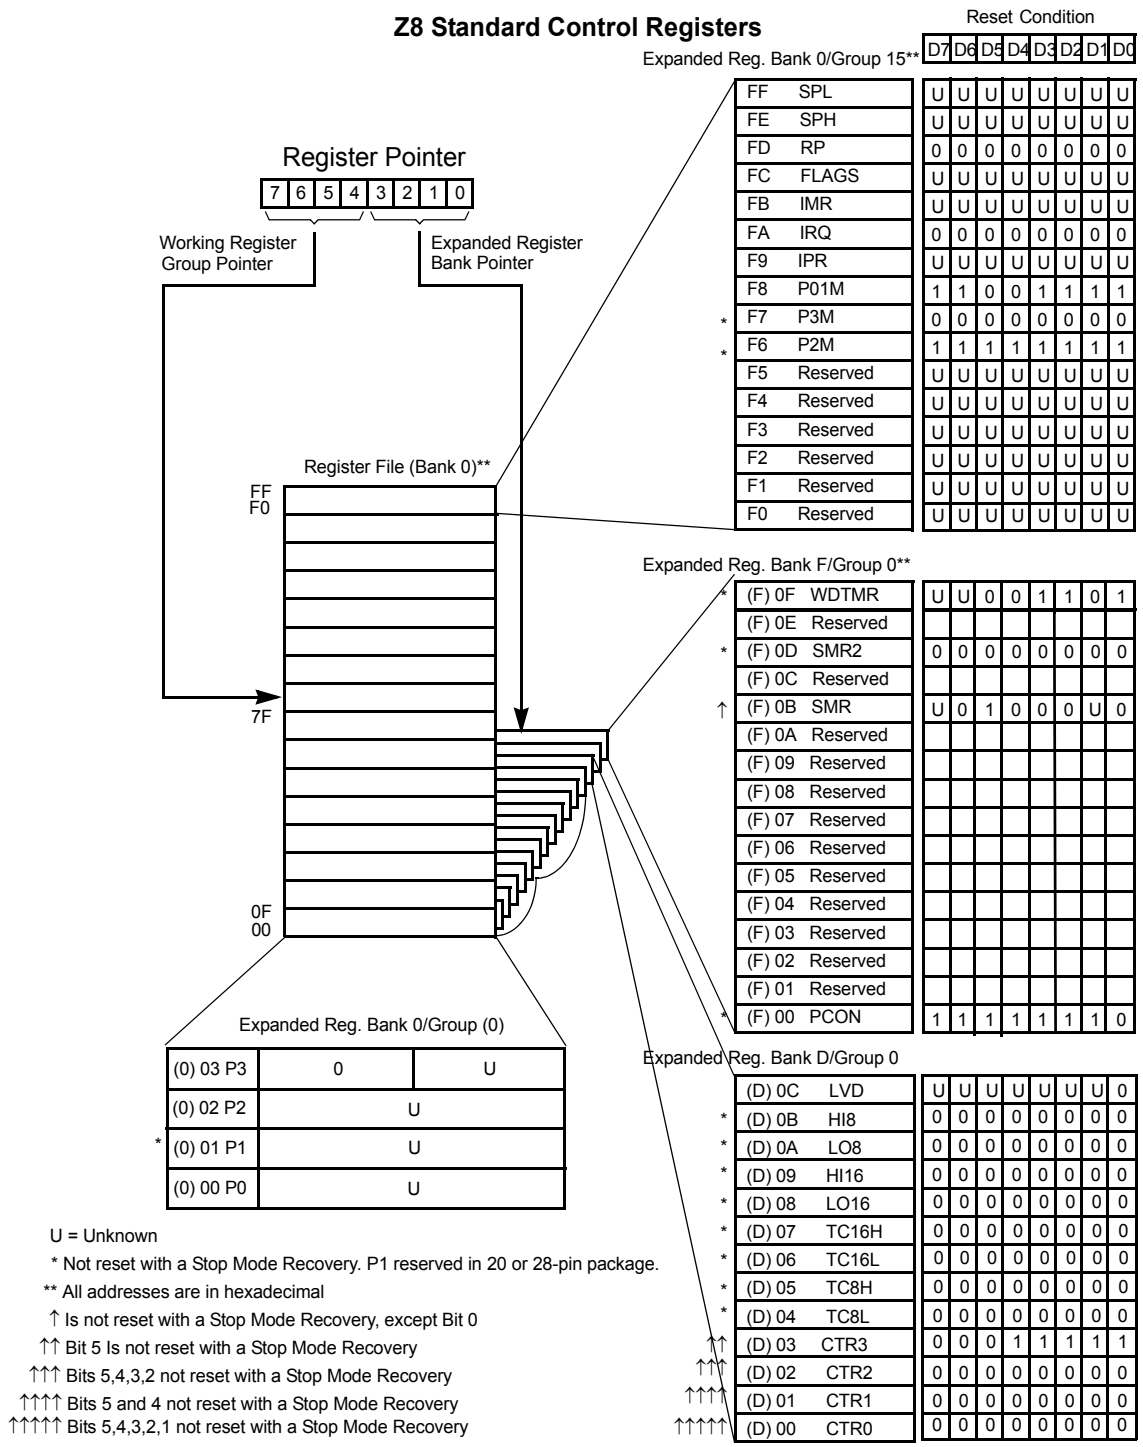 Z8 Standard Control Registers
Reset Condition
Expanded Reg. Bank 0/Group 15**
D7 D6 D5 D4 D3 D2 D1 D0
FF SPL U U U U U U U U
FE SPH U U U U U U U U
FD RP 0 0 0 0 0 0 0 0
FC FLAGS U U U U U U U U
FB IMR U U U U U U U U
FA IRQ 0 0 0 0 0 0 0 0
F9 IPR U U U U U U U U
F8 P01M 1 1 0 0 1 1 1 1
* F7 P3M 0 0 0 0 0 0 0 0
* F6 P2M 1 1 1 1 1 1 1 1
F5 Reserved U U U U U U U U
F4 Reserved U U U U U U U U
F3 Reserved U U U U U U U U
F2 Reserved U U U U U U U U
F1 Reserved U U U U U U U U
F0 Reserved U U U U U U U U
Register Pointer
7 6 5 4 3 2 1 0
Working Register
Group Pointer
Expanded Register
Bank Pointer
Register File (Bank 0)**
FF
F0
7F
0F
00
Expanded Reg. Bank F/Group 0**
* (F) 0F WDTMR U U 0 0 1 1 0 1
(F) 0E Reserved
* (F) 0D SMR2 0 0 0 0 0 0 0 0
(F) 0C Reserved
↑ (F) 0B SMR U 0 1 0 0 0 U 0
(F) 0A Reserved
(F) 09 Reserved
(F) 08 Reserved
(F) 07 Reserved
(F) 06 Reserved
(F) 05 Reserved
(F) 04 Reserved
(F) 03 Reserved
(F) 02 Reserved
(F) 01 Reserved
* (F) 00 PCON 1 1 1 1 1 1 1 0
Expanded Reg. Bank 0/Group (0)
(0) 03 P3 0 U
(0) 02 P2 U
* (0) 01 P1 U
(0) 00 P0 U
Expanded Reg. Bank D/Group 0
(D) 0C LVD U U U U U U U 0
* (D) 0B HI8 0 0 0 0 0 0 0 0
* (D) 0A LO8 0 0 0 0 0 0 0 0
* (D) 09 HI16 0 0 0 0 0 0 0 0
* (D) 08 LO16 0 0 0 0 0 0 0 0
* (D) 07 TC16H 0 0 0 0 0 0 0 0
* (D) 06 TC16L 0 0 0 0 0 0 0 0
* (D) 05 TC8H 0 0 0 0 0 0 0 0
* (D) 04 TC8L 0 0 0 0 0 0 0 0
↑↑ (D) 03 CTR3 0 0 0 1 1 1 1 1
↑↑↑ (D) 02 CTR2 0 0 0 0 0 0 0 0
↑↑↑↑ (D) 01 CTR1 0 0 0 0 0 0 0 0
↑↑↑↑↑ (D) 00 CTR0 0 0 0 0 0 0 0 0
U = Unknown
* Not reset with a Stop Mode Recovery. P1 reserved in 20 or 28-pin package.
** All addresses are in hexadecimal
↑ Is not reset with a Stop Mode Recovery, except Bit 0
↑↑ Bit 5 Is not reset with a Stop Mode Recovery
↑↑↑ Bits 5,4,3,2 not reset with a Stop Mode Recovery
↑↑↑↑ Bits 5 and 4 not reset with a Stop Mode Recovery
↑↑↑↑↑ Bits 5,4,3,2,1 not reset with a Stop Mode Recovery